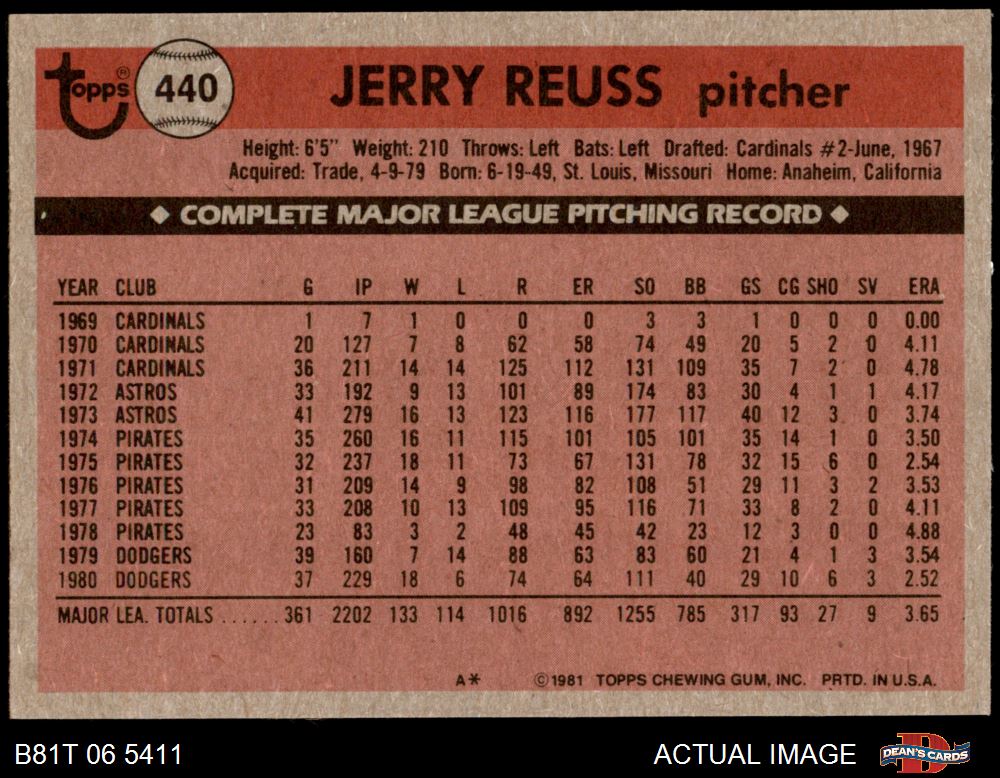 topps® 440 JERRY REUSS pitcher
Height: 6'5" Weight: 210 Throws: Left Bats: Left Drafted: Cardinals #2-June, 1967
Acquired: Trade, 4-9-79 Born: 6-19-49, St. Louis, Missouri Home: Anaheim, California
◆ COMPLETE MAJOR LEAGUE PITCHING RECORD ◆
YEAR CLUB G IP W L R ER SO BB GS CG SHO SV ERA
1969 CARDINALS 1 7 1 0 0 0 3 3 1 0 0 0 0.00
1970 CARDINALS 20 127 7 8 62 58 74 49 20 5 2 0 4.11
1971 CARDINALS 36 211 14 14 125 112 131 109 35 7 2 0 4.78
1972 ASTROS 33 192 9 13 101 89 174 83 30 4 1 1 4.17
1973 ASTROS 41 279 16 13 123 116 177 117 40 12 3 0 3.74
1974 PIRATES 35 260 16 11 115 101 105 101 35 14 1 0 3.50
1975 PIRATES 32 237 18 11 73 67 131 78 32 15 6 0 2.54
1976 PIRATES 31 209 14 9 98 82 108 51 29 11 3 2 3.53
1977 PIRATES 33 208 10 13 109 95 116 71 33 8 2 0 4.11
1978 PIRATES 23 83 3 2 48 45 42 23 12 3 0 0 4.88
1979 DODGERS 39 160 7 14 88 63 83 60 21 4 1 3 3.54
1980 DODGERS 37 229 18 6 74 64 111 40 29 10 6 3 2.52
MAJOR LEA. TOTALS ...... 361 2202 133 114 1016 892 1255 785 317 93 27 9 3.65
A* ©1981 TOPPS CHEWING GUM, INC. PRTD. IN U.S.A.
B81T 06 5411 ACTUAL IMAGE DEAN'S CARDS